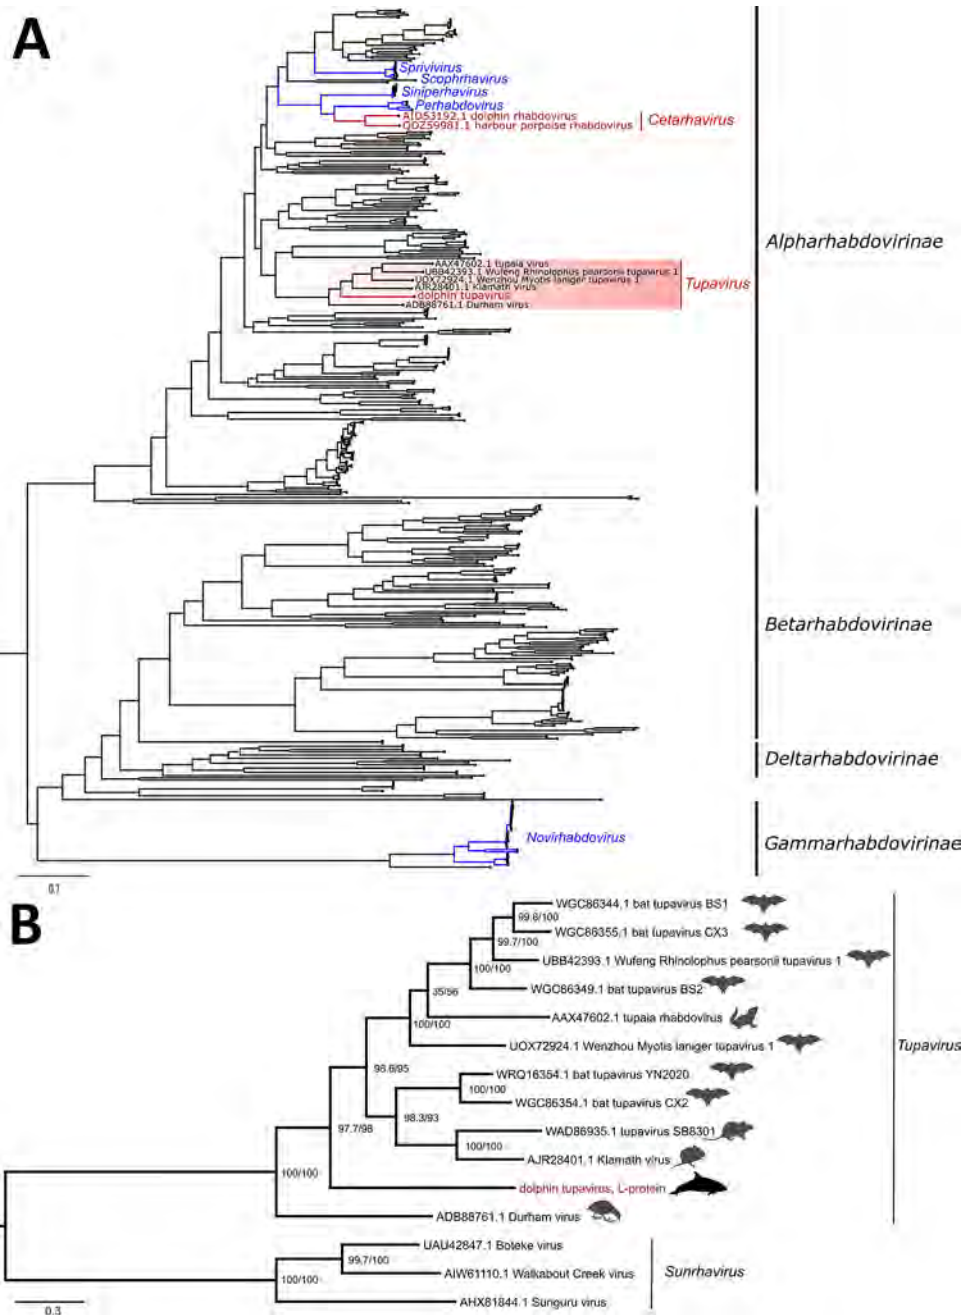 A
Sprivivirus
Scophrhavirus
Siniperhavirus
Perhabdovirus
AID53192.1 dolphin rhabdovirus
QDZ59981.1 harbour porpoise rhabdovirus
Cetarhavirus
Alpharhabdovirinae
AAX47602.1 tupaia virus
UBB42393.1 Wufeng Rhinolophus pearsonii tupavirus 1
UOX72924.1 Wenzhou Myotis laniger tupavirus 1
AJR28401.1 Klamath virus
dolphin tupavirus
ADB88761.1 Durham virus
Tupavirus
Betarhabdovirinae
Deltarhabdovirinae
Novirhabdovirus
Gammarhabdovirinae
0.1
B
WGC86344.1 bat tupavirus BS1
99.6/100
WGC86355.1 bat tupavirus CX3
99.7/100
UBB42393.1 Wufeng Rhinolophus pearsonii tupavirus 1
100/100
WGC86349.1 bat tupavirus BS2
35/56
AAX47602.1 tupaia rhabdovirus
100/100
Tupavirus
UOX72924.1 Wenzhou Myotis laniger tupavirus 1
98.6/95
WRQ16354.1 bat tupavirus YN2020
100/100
WGC86354.1 bat tupavirus CX2
98.3/93
97.7/98
WAD86935.1 tupavirus SB8301
100/100
AJR28401.1 Klamath virus
100/100
dolphin tupavirus, L-protein
ADB88761.1 Durham virus
UAU42847.1 Boteke virus
99.7/100
AIW61110.1 Walkabout Creek virus
Sunrhavirus
100/100
AHX81844.1 Sunguru virus
0.3